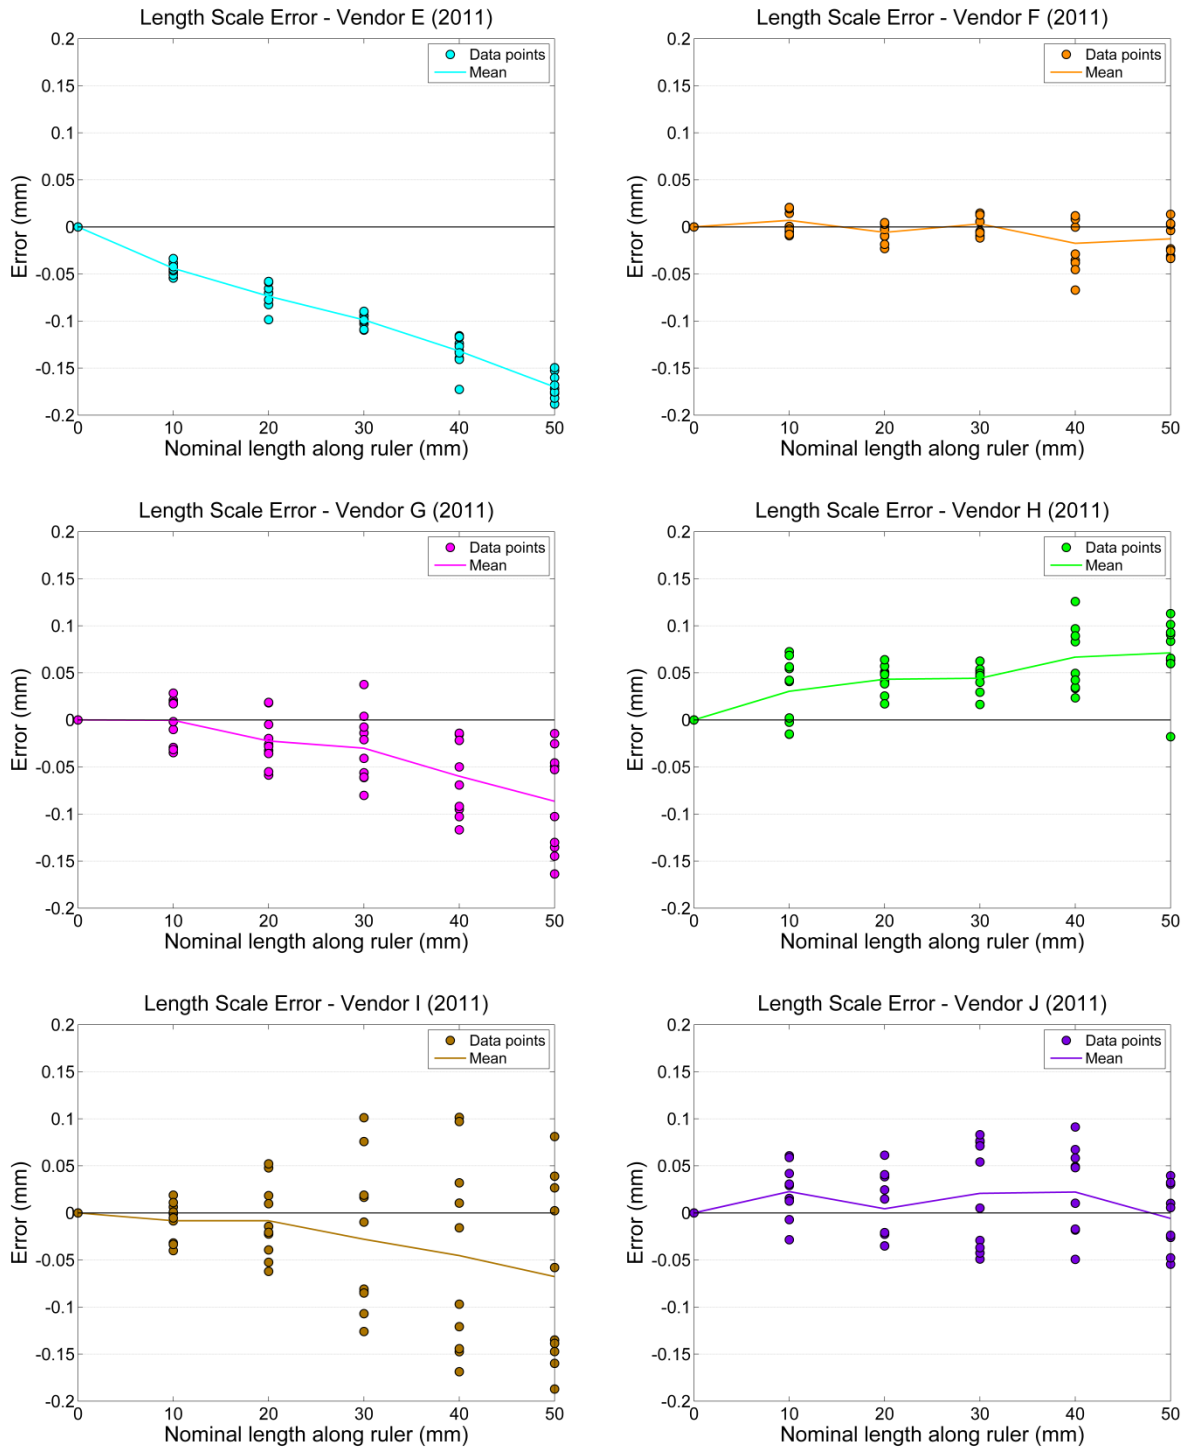 Length Scale Error - Vendor E (2011)
Data points
Mean
0.2
0.15
0.1
0.05
0
-0.05
-0.1
-0.15
-0.2
Error (mm)
0 10 20 30 40 50
Nominal length along ruler (mm)
Length Scale Error - Vendor F (2011)
Data points
Mean
0.2
0.15
0.1
0.05
0
-0.05
-0.1
-0.15
-0.2
Error (mm)
0 10 20 30 40 50
Nominal length along ruler (mm)
Length Scale Error - Vendor G (2011)
Data points
Mean
0.2
0.15
0.1
0.05
0
-0.05
-0.1
-0.15
-0.2
Error (mm)
0 10 20 30 40 50
Nominal length along ruler (mm)
Length Scale Error - Vendor H (2011)
Data points
Mean
0.2
0.15
0.1
0.05
0
-0.05
-0.1
-0.15
-0.2
Error (mm)
0 10 20 30 40 50
Nominal length along ruler (mm)
Length Scale Error - Vendor I (2011)
Data points
Mean
0.2
0.15
0.1
0.05
0
-0.05
-0.1
-0.15
-0.2
Error (mm)
0 10 20 30 40 50
Nominal length along ruler (mm)
Length Scale Error - Vendor J (2011)
Data points
Mean
0.2
0.15
0.1
0.05
0
-0.05
-0.1
-0.15
-0.2
Error (mm)
0 10 20 30 40 50
Nominal length along ruler (mm)